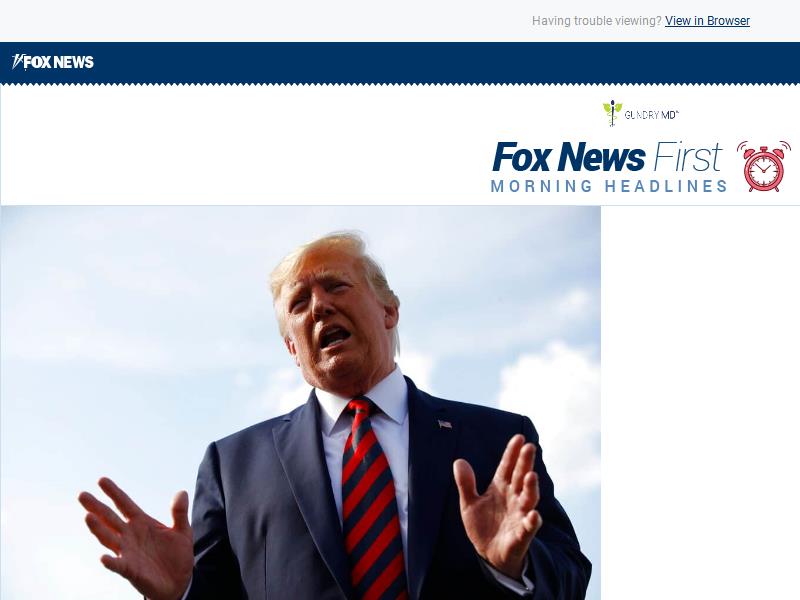 Having trouble viewing? View in Browser
FOX NEWS
GUNDRY MD
Fox News First
MORNING HEADLINES